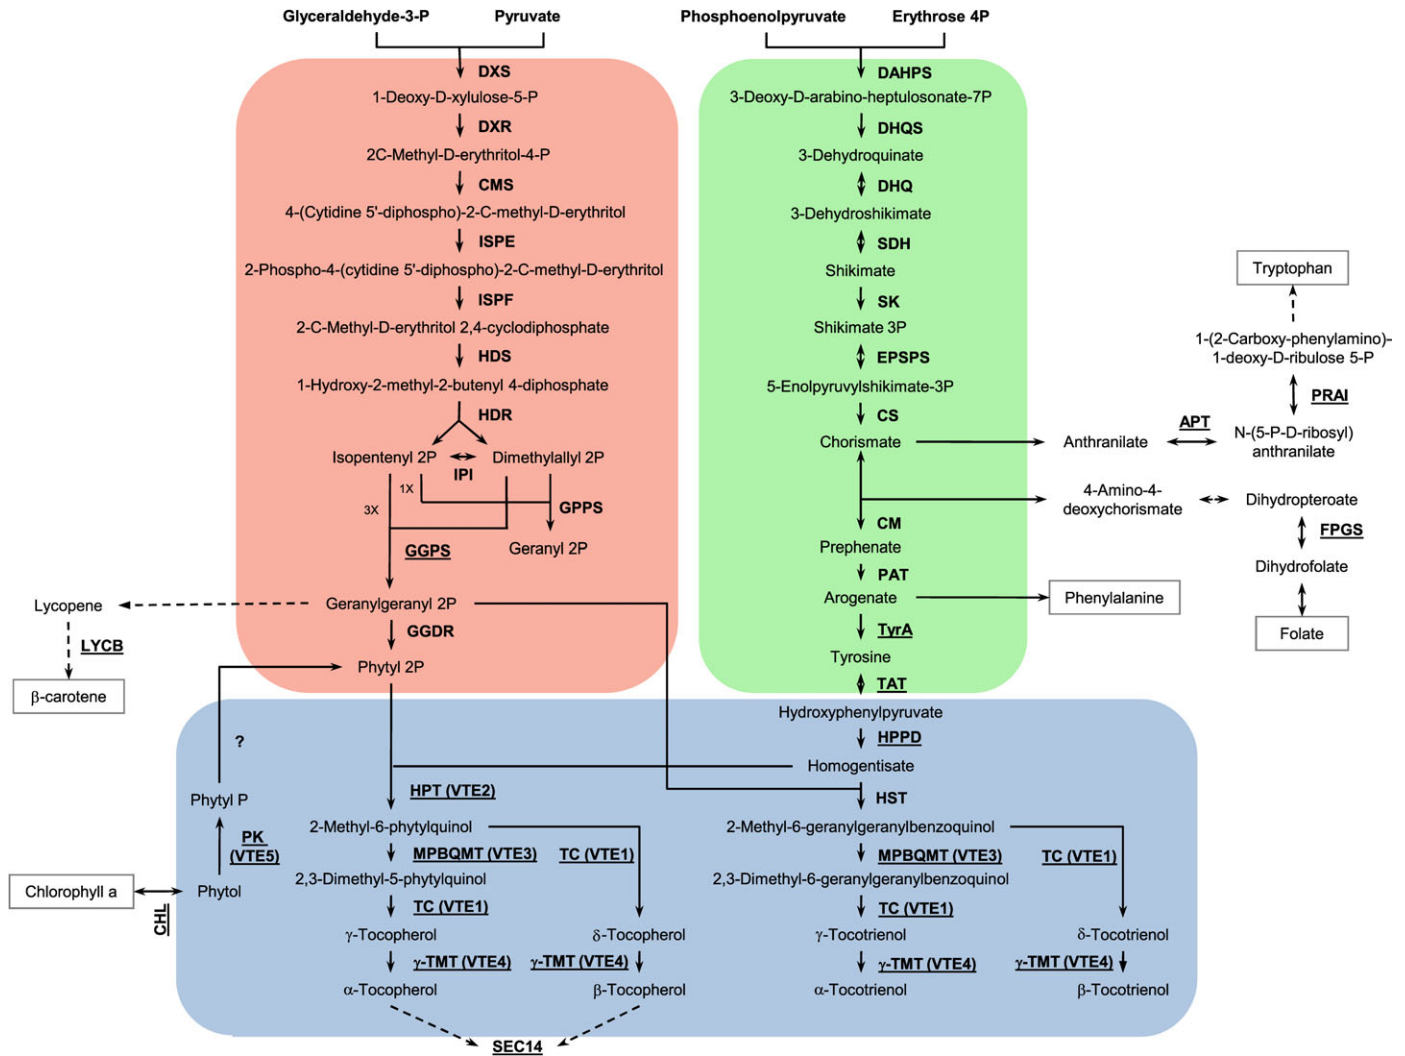 Glyceraldehyde-3-P
Pyruvate
Phosphoenolpyruvate
Erythrose 4P
DXS
1-Deoxy-D-xylulose-5-P
DXR
2C-Methyl-D-erythritol-4-P
CMS
4-(Cytidine 5'-diphospho)-2-C-methyl-D-erythritol
ISPE
2-Phospho-4-(cytidine 5'-diphospho)-2-C-methyl-D-erythritol
ISPF
2-C-Methyl-D-erythritol 2,4-cyclodiphosphate
HDS
1-Hydroxy-2-methyl-2-butenyl 4-diphosphate
HDR
Isopentenyl 2P
IPI
Dimethylallyl 2P
1X
3X
GPPS
GGPS
Geranyl 2P
Geranylgeranyl 2P
GGDR
Phytyl 2P
Lycopene
LYCB
β-carotene
DAHPS
3-Deoxy-D-arabino-heptulosonate-7P
DHQS
3-Dehydroquinate
DHQ
3-Dehydroshikimate
SDH
Shikimate
SK
Shikimate 3P
EPSPS
5-Enolpyruvylshikimate-3P
CS
Chorismate
CM
Prephenate
PAT
Arogenate
TyrA
Tyrosine
TAT
Tryptophan
1-(2-Carboxy-phenylamino)-
1-deoxy-D-ribulose 5-P
PRAI
Anthranilate
APT
N-(5-P-D-ribosyl)
anthranilate
4-Amino-4-
deoxychorismate
Dihydropteroate
FPGS
Dihydrofolate
Folate
Phenylalanine
Hydroxyphenylpyruvate
HPPD
Homogentisate
HST
?
Phytyl P
PK
(VTE5)
Chlorophyll a
CHL
Phytol
HPT (VTE2)
2-Methyl-6-phytylquinol
MPBQMT (VTE3)
TC (VTE1)
2,3-Dimethyl-5-phytylquinol
TC (VTE1)
γ-Tocopherol
δ-Tocopherol
γ-TMT (VTE4)
γ-TMT (VTE4)
α-Tocopherol
β-Tocopherol
SEC14
2-Methyl-6-geranylgeranylbenzoquinol
MPBQMT (VTE3)
TC (VTE1)
2,3-Dimethyl-6-geranylgeranylbenzoquinol
TC (VTE1)
γ-Tocotrienol
δ-Tocotrienol
γ-TMT (VTE4)
γ-TMT (VTE4)
α-Tocotrienol
β-Tocotrienol